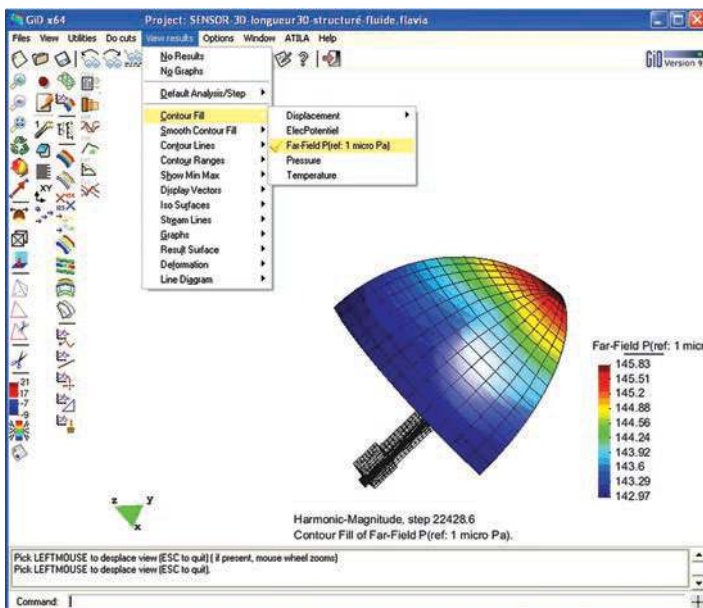 GiD x64 Project: SENSOR-3D-longueur30-structuré-fluide.flavia
Files View Utilities Do cuts View results Options Window ATILA Help
GiD Version 9
No Results
No Graphs
Default Analysis/Step
Contour Fill
Smooth Contour Fill
Contour Lines
Contour Ranges
Show Min Max
Display Vectors
Iso Surfaces
Stream Lines
Graphs
Result Surface
Deformation
Line Diagram
Displacement
ElecPotentiel
Far-Field P(ref: 1 micro Pa)
Pressure
Temperature
XY
21
17
-7
-9
Far-Field P(ref: 1 micr
145.83
145.51
145.2
144.88
144.56
144.24
143.92
143.6
143.29
142.97
z y
x
Harmonic-Magnitude, step 22428.6
Contour Fill of Far-Field P(ref: 1 micro Pa).
Pick LEFTMOUSE to desplace view (ESC to quit) ( if present, mouse wheel zooms)
Pick LEFTMOUSE to desplace view (ESC to quit).
Command: